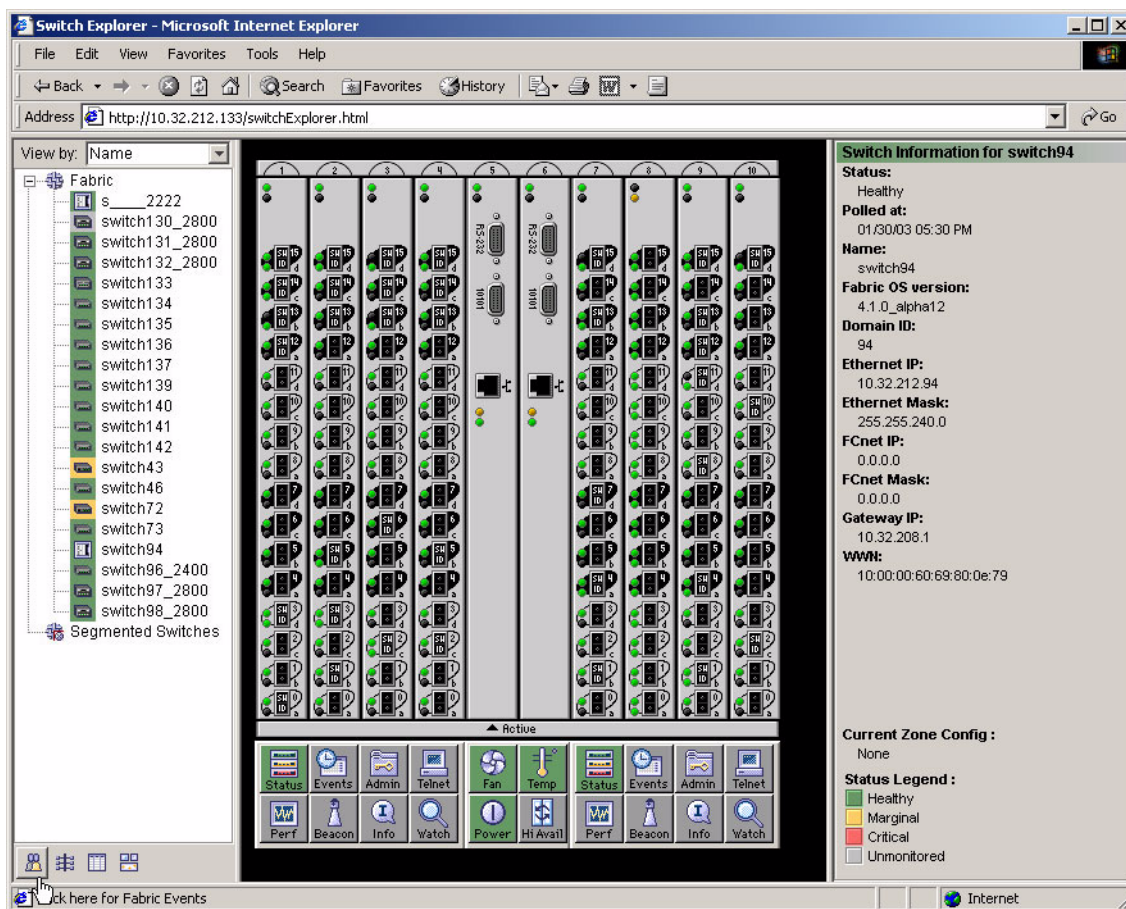 Switch Explorer - Microsoft Internet Explorer
File Edit View Favorites Tools Help
Back Search Favorites History
Address http://10.32.212.133/switchExplorer.html Go
View by: Name
Fabric
s____2222
switch130_2800
switch131_2800
switch132_2800
switch133
switch134
switch135
switch136
switch137
switch139
switch140
switch141
switch142
switch43
switch46
switch72
switch73
switch94
switch96_2400
switch97_2800
switch98_2800
Segmented Switches
1 2 3 4 5 6 7 8 9 10
RS-232 RS-232
10101 10101
Active
Status Events Admin Telnet Fan Temp Status Events Admin Telnet
Perf Beacon Info Watch Power Hi Avail Perf Beacon Info Watch
Switch Information for switch94
Status:
Healthy
Polled at:
01/30/03 05:30 PM
Name:
switch94
Fabric OS version:
4.1.0_alpha12
Domain ID:
94
Ethernet IP:
10.32.212.94
Ethernet Mask:
255.255.240.0
FCnet IP:
0.0.0.0
FCnet Mask:
0.0.0.0
Gateway IP:
10.32.208.1
WWN:
10:00:00:60:69:80:0e:79
Current Zone Config :
None
Status Legend :
Healthy
Marginal
Critical
Unmonitored
here for Fabric Events
Internet